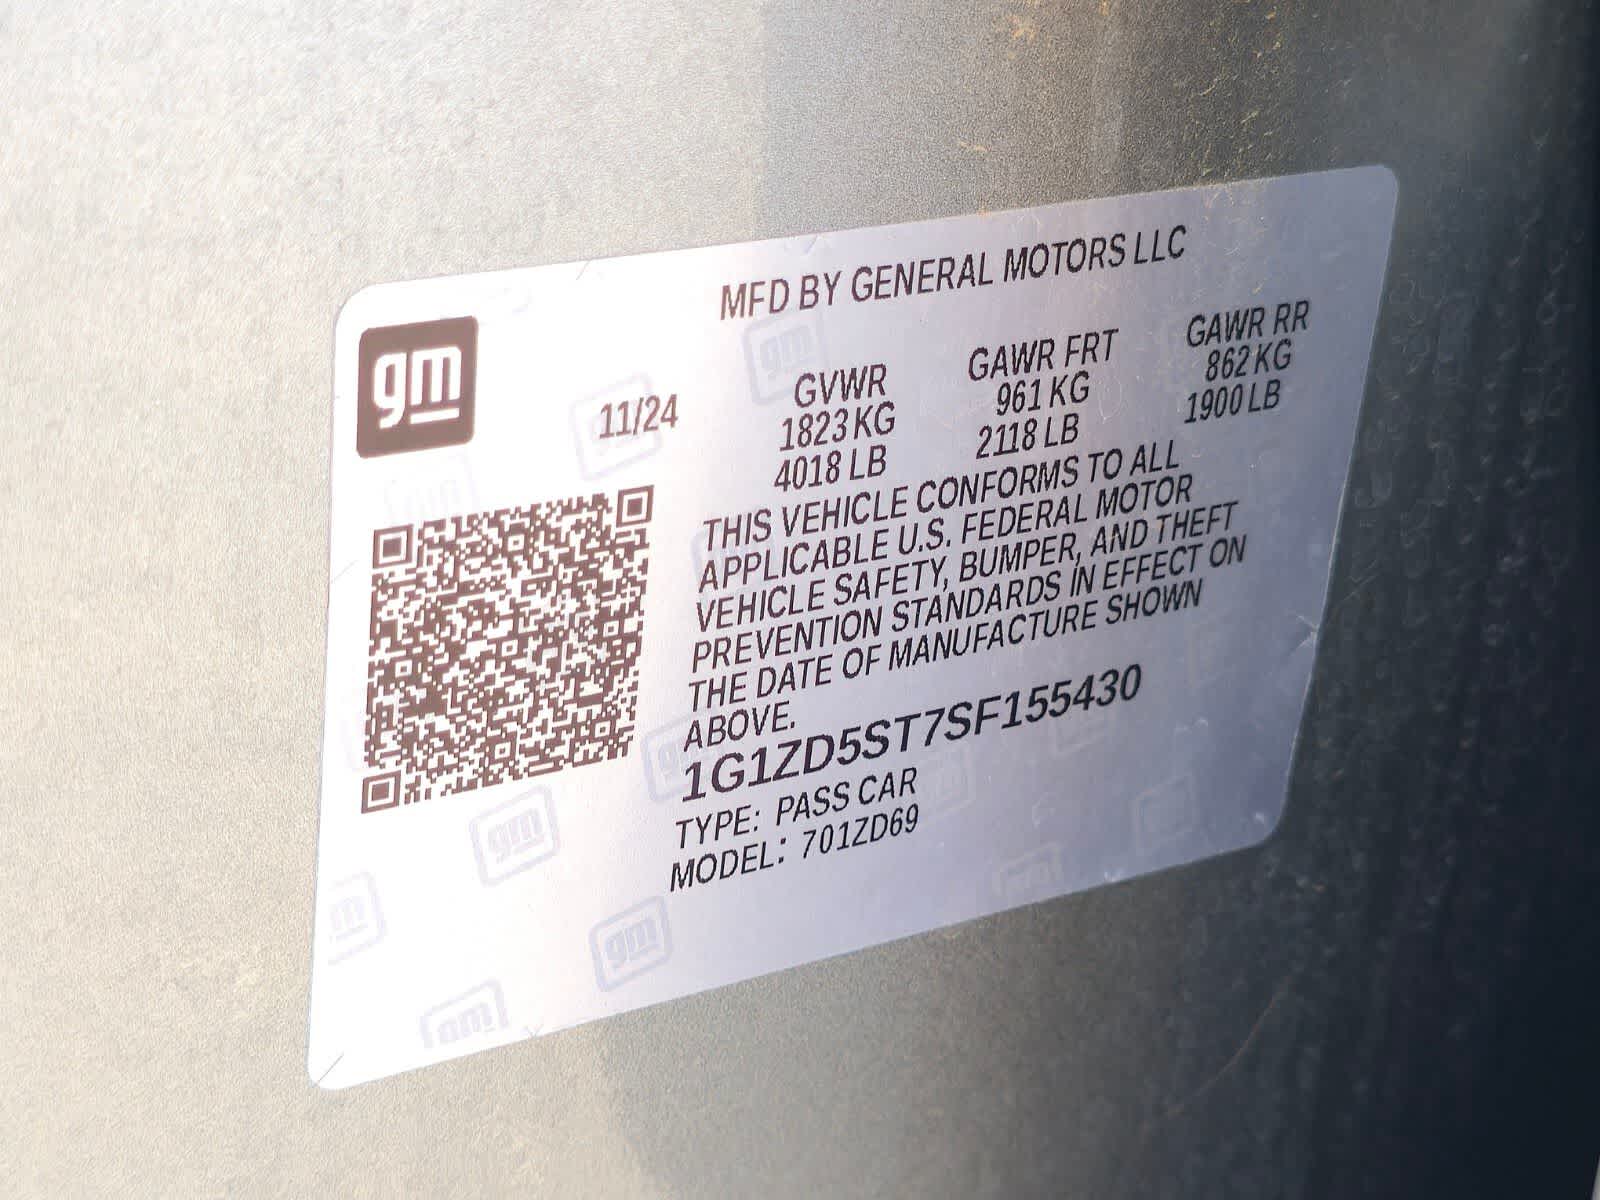 MFD BY GENERAL MOTORS LLC
gm
11/24
GVWR GAWR FRT GAWR RR
1823 KG 961 KG 862 KG
4018 LB 2118 LB 1900 LB
THIS VEHICLE CONFORMS TO ALL
APPLICABLE U.S. FEDERAL MOTOR
VEHICLE SAFETY, BUMPER, AND THEFT
PREVENTION STANDARDS IN EFFECT ON
THE DATE OF MANUFACTURE SHOWN
ABOVE.
1G1ZD5ST7SF155430
TYPE: PASS CAR
MODEL: 701ZD69